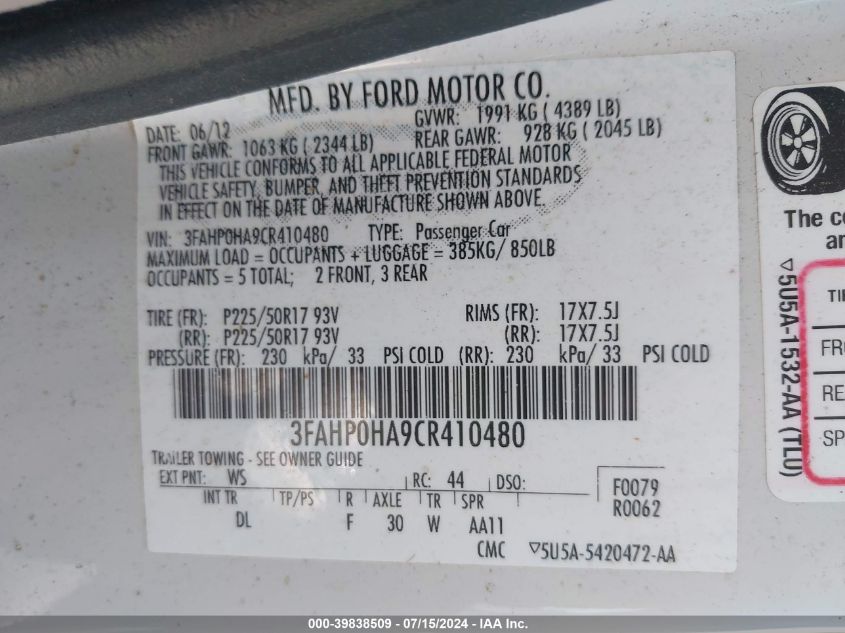 MFD. BY FORD MOTOR CO.
DATE: 06/12 GVWR: 1991 KG ( 4389 LB)
FRONT GAWR: 1063 KG ( 2344 LB) REAR GAWR: 928 KG ( 2045 LB)
THIS VEHICLE CONFORMS TO ALL APPLICABLE FEDERAL MOTOR
VEHICLE SAFETY, BUMPER, AND THEFT PREVENTION STANDARDS
IN EFFECT ON THE DATE OF MANUFACTURE SHOWN ABOVE.
VIN: 3FAHP0HA9CR410480 TYPE: Passenger Car
MAXIMUM LOAD = OCCUPANTS + LUGGAGE = 385KG/ 850LB
OCCUPANTS = 5 TOTAL; 2 FRONT, 3 REAR
TIRE (FR): P225/50R17 93V RIMS (FR): 17X7.5J
(RR): P225/50R17 93V (RR): 17X7.5J
PRESSURE (FR): 230 kPa/ 33 PSI COLD (RR): 230 kPa/ 33 PSI COLD
3FAHP0HA9CR410480
TRAILER TOWING - SEE OWNER GUIDE
EXT PNT: WS RC: 44 DSO:
INT TR TP/PS R AXLE TR SPR
DL F 30 W AA11
F0079
R0062
CMC ▽5U5A-5420472-AA
The co
an
▽5U5A-1532-AA (TLU)
TI
FR
RE
SP
000-39838509 - 07/15/2024 - IAA Inc.